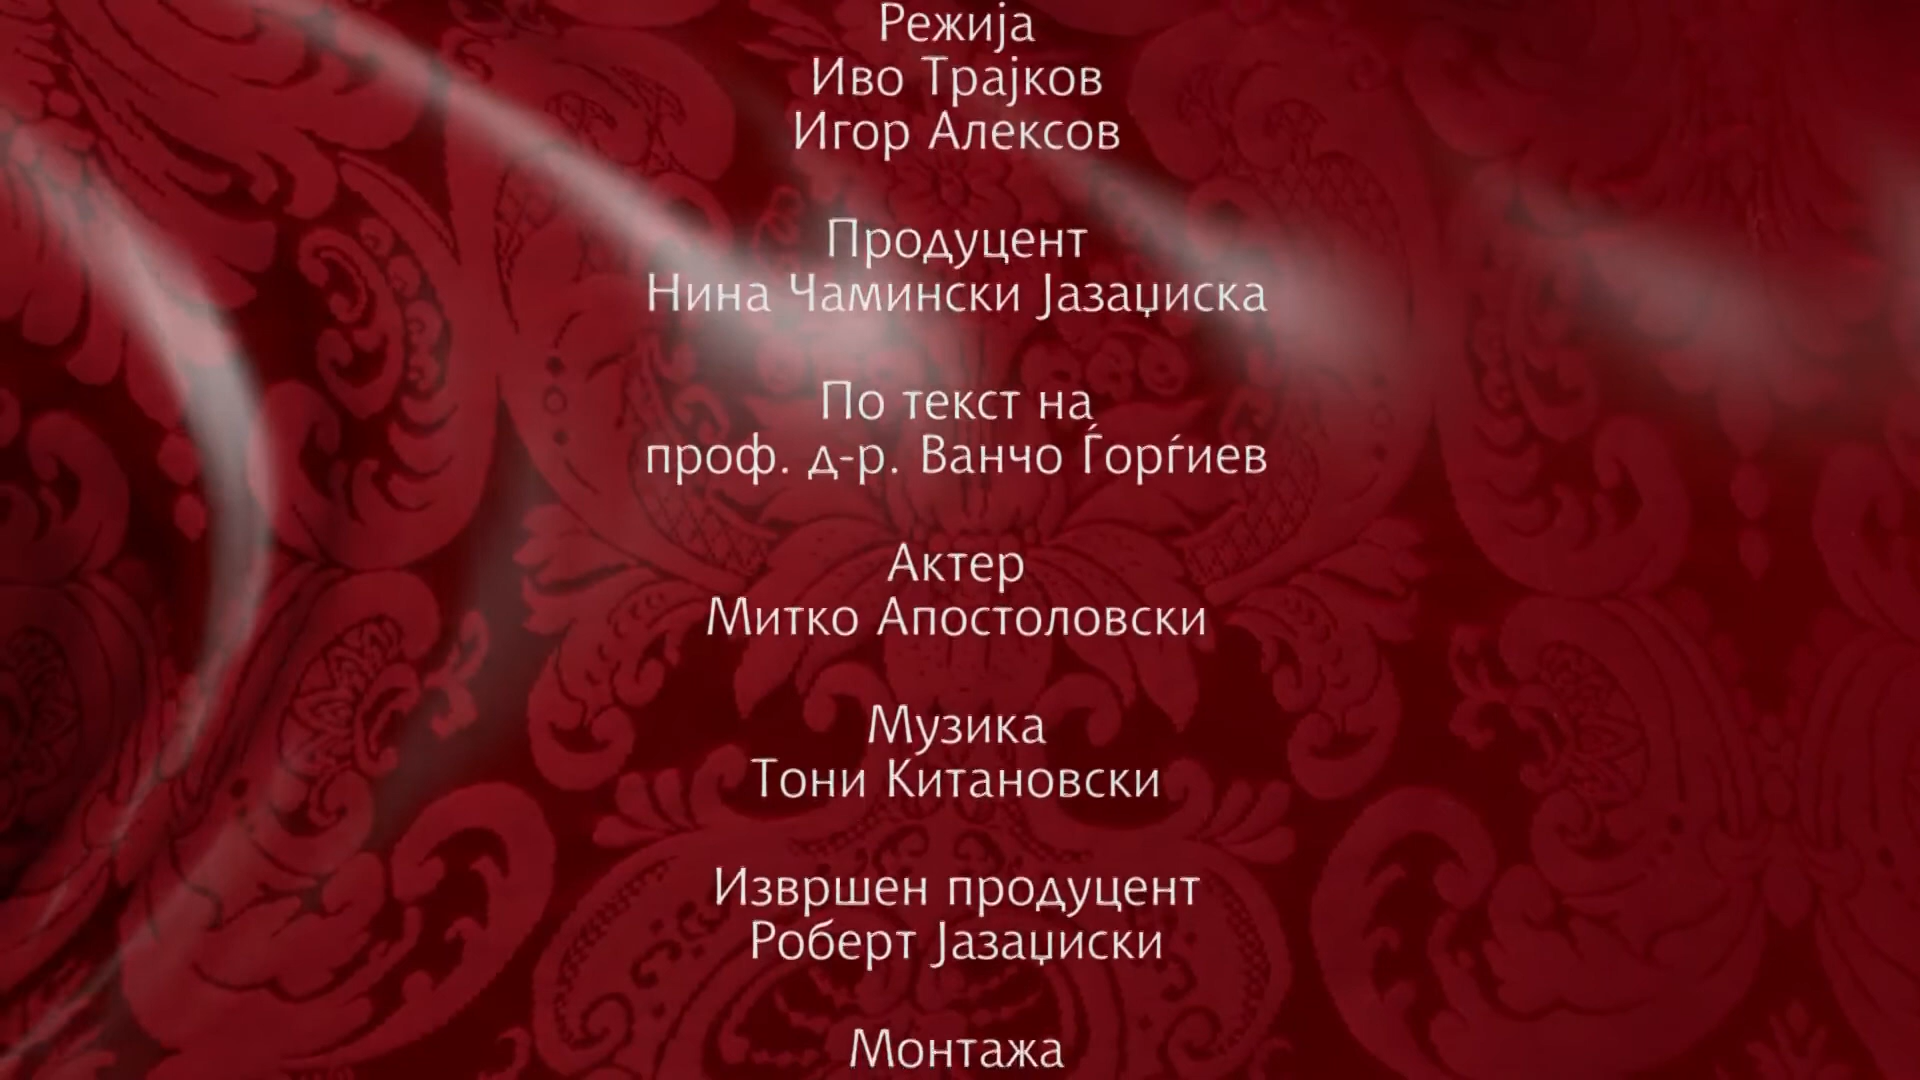 Режија
Иво Трајков
Игор Алексов
Продуцент
Нина Чамински Јазаџиска
По текст на
проф. д-р. Ванчо Ѓорѓиев
Актер
Митко Апостоловски
Музика
Тони Китановски
Извршен продуцент
Роберт Јазаџиски
Монтажа